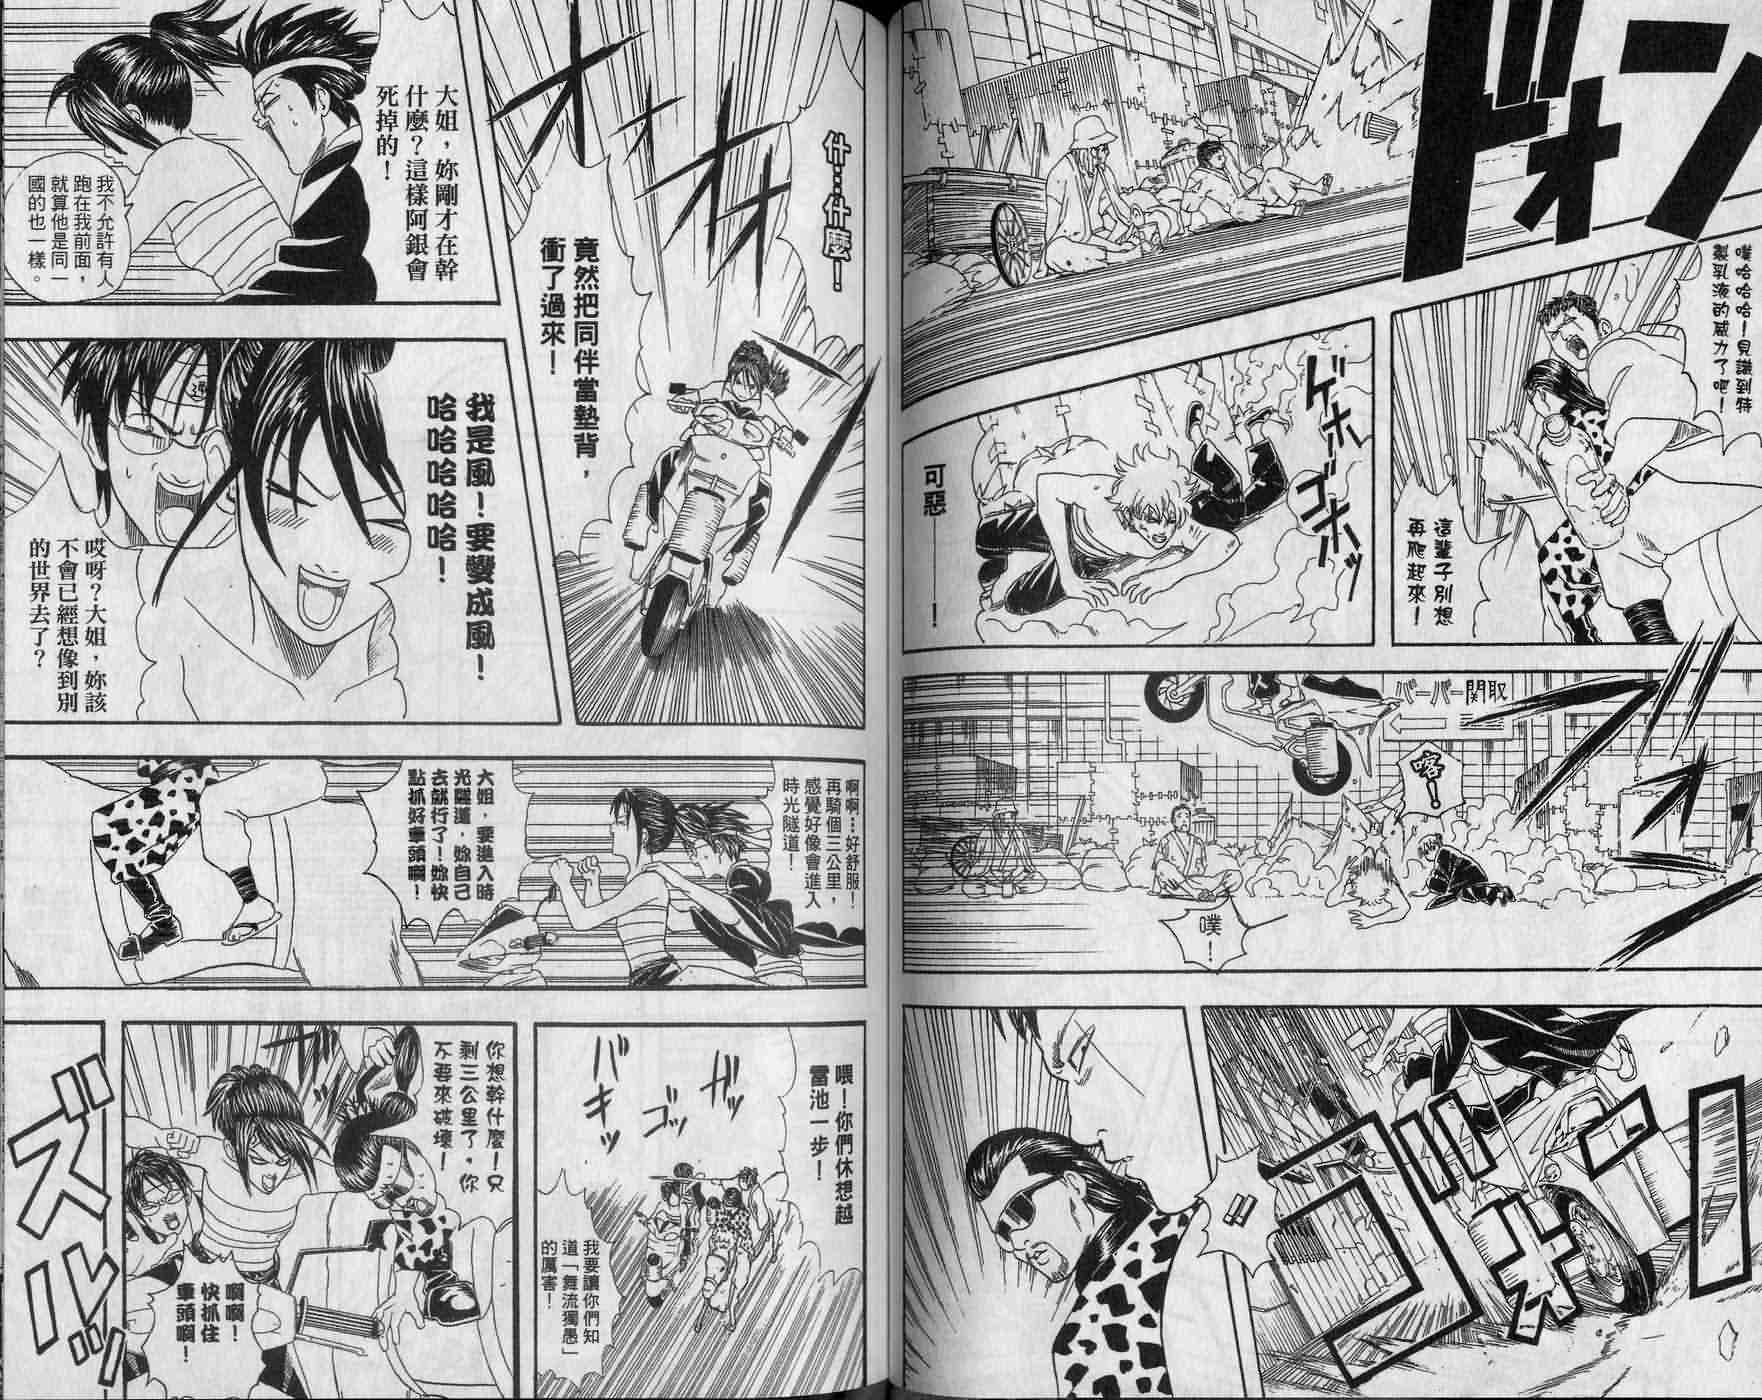 ドォン
噗哈哈哈！見識到特
製乳液的威力了吧！
這輩子別想
再爬起來！
ゲホ
ゴホッ
可惡——！
バーバー関取
喀！
噗！
!!
ゴバン
バキ
什…什麼！
オ
オ
オ
竟然把同伴當墊背，
衝了過來！
大姐，妳剛才在幹
什麼？這樣阿銀會
死掉的！
我不允許有人
跑在我前面，
就算他是同一
國的也一樣。
我是風！要變成風！
哈哈哈哈哈！
哎呀？大姐，妳該
不會已經想像到別
的世界去了？
啊啊…好舒服！
再騎個三公里，
感覺好像會進入
時光隧道！
大姐，要進入時
光隧道，妳自己
去就行了！妳快
點抓好車頭啊！
喂！你們休想越
雷池一步！
ガッ
ゴッ
バキッ
我要讓你們知
道「舞流獨愚」
的厲害！
你想幹什麼！只
剩三公里了，你
不要來破壞！
啊啊！
快抓住
車頭啊！
ズルッ